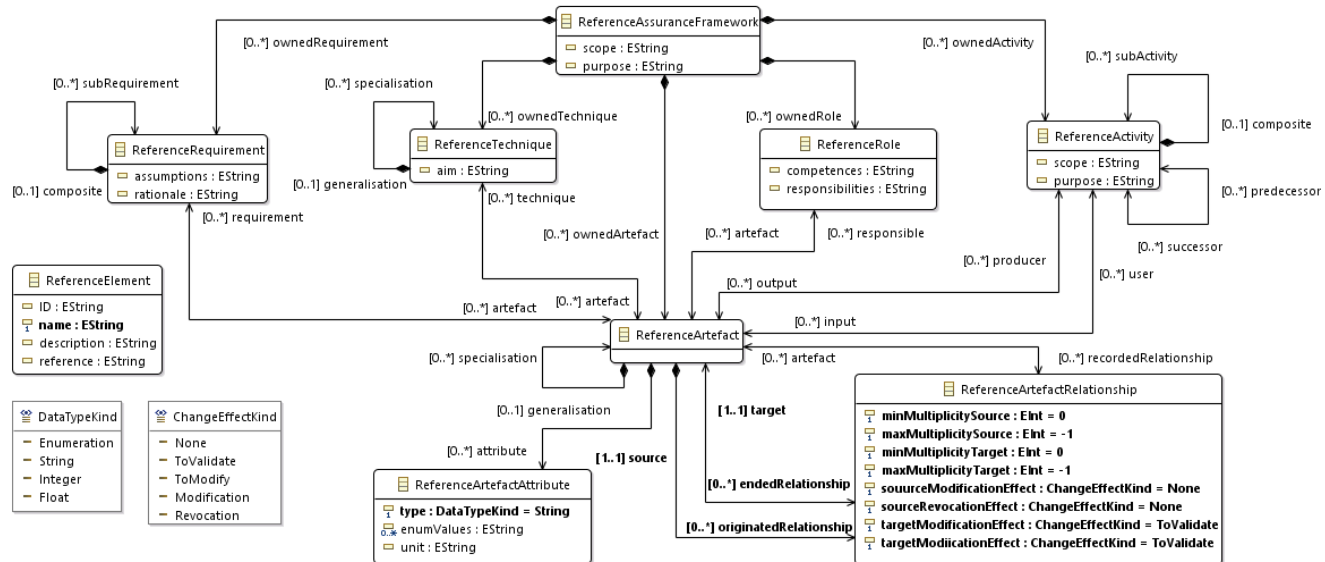 ReferenceAssuranceFramework
scope : EString
purpose : EString
[0..*] ownedRequirement
[0..*] ownedActivity
[0..*] subRequirement
[0..*] specialisation
[0..*] subActivity
[0..*] ownedTechnique
[0..*] ownedRole
[0..1] composite
ReferenceRequirement
assumptions : EString
rationale : EString
ReferenceTechnique
aim : EString
ReferenceRole
competences : EString
responsibilities : EString
ReferenceActivity
scope : EString
purpose : EString
[0..1] composite
[0..1] generalisation
[0..*] predecessor
[0..*] requirement
[0..*] technique
[0..*] ownedArtefact
[0..*] artefact
[0..*] responsible
[0..*] successor
[0..*] producer
[0..*] user
ReferenceElement
ID : EString
name : EString
description : EString
reference : EString
[0..*] output
[0..*] artefact
[0..*] artefact
[0..*] input
ReferenceArtefact
[0..*] specialisation
[0..*] artefact
[0..*] recordedRelationship
[0..1] generalisation
[1..1] target
[0..*] attribute
[1..1] source
[0..*] endedRelationship
[0..*] originatedRelationship
DataTypeKind
Enumeration
String
Integer
Float
ChangeEffectKind
None
ToValidate
ToModify
Modification
Revocation
ReferenceArtefactAttribute
type : DataTypeKind = String
0..*
enumValues : EString
unit : EString
ReferenceArtefactRelationship
minMultiplicitySource : EInt = 0
maxMultiplicitySource : EInt = -1
minMultiplicityTarget : EInt = 0
maxMultiplicityTarget : EInt = -1
souurceModificationEffect : ChangeEffectKind = None
sourceRevocationEffect : ChangeEffectKind = None
targetModificationEffect : ChangeEffectKind = ToValidate
targetModiicationEffect : ChangeEffectKind = ToValidate